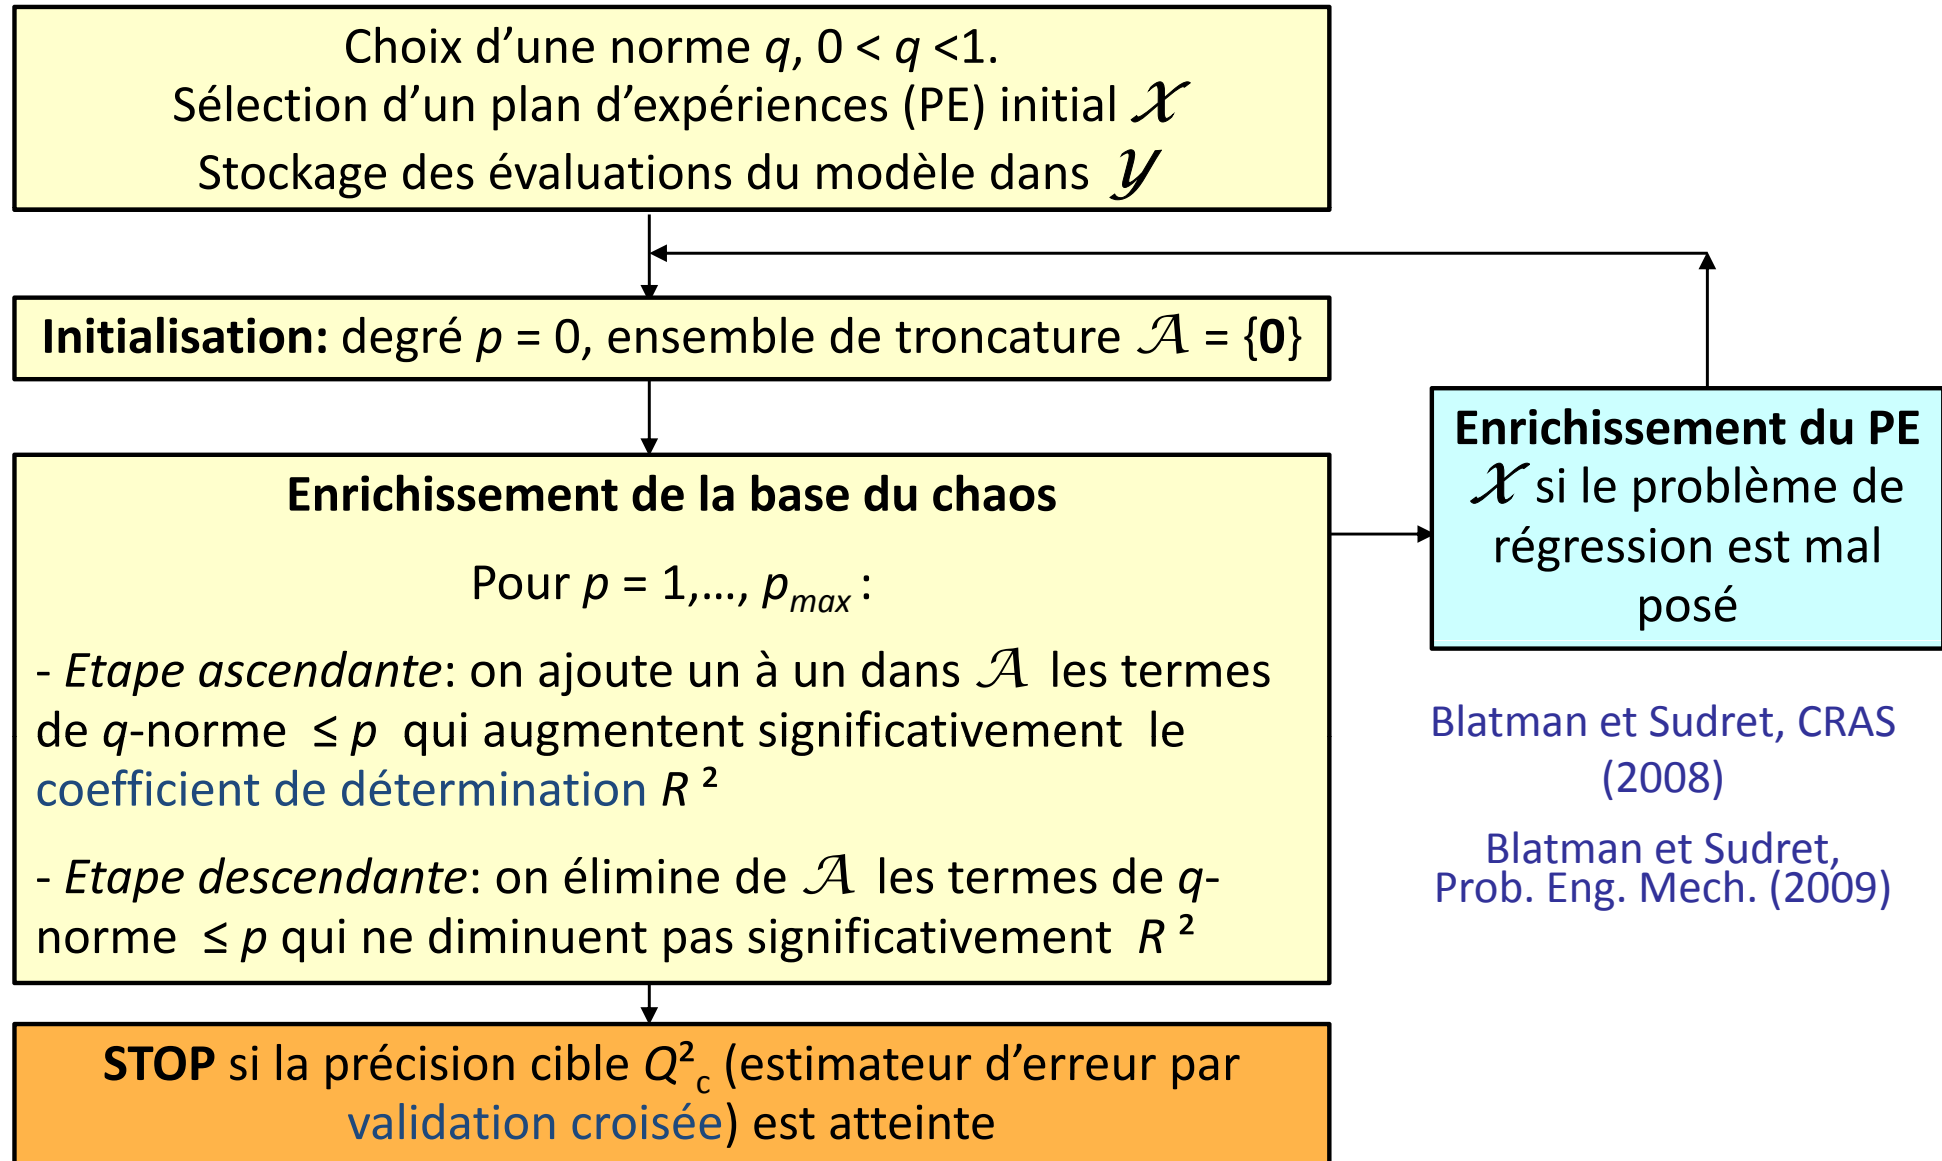 Choix d’une norme q, 0 < q <1.
Sélection d’un plan d’expériences (PE) initial 𝒳
Stockage des évaluations du modèle dans 𝒴
Initialisation: degré p = 0, ensemble de troncature 𝒜 = {0}
Enrichissement de la base du chaos
Pour p = 1,..., pmax :
- Etape ascendante: on ajoute un à un dans 𝒜 les termes
de q-norme ≤ p qui augmentent significativement le
coefficient de détermination R ²
- Etape descendante: on élimine de 𝒜 les termes de q-
norme ≤ p qui ne diminuent pas significativement R ²
STOP si la précision cible Q²c (estimateur d’erreur par
validation croisée) est atteinte
Enrichissement du PE
𝒳 si le problème de
régression est mal
posé
Blatman et Sudret, CRAS
(2008)
Blatman et Sudret,
Prob. Eng. Mech. (2009)